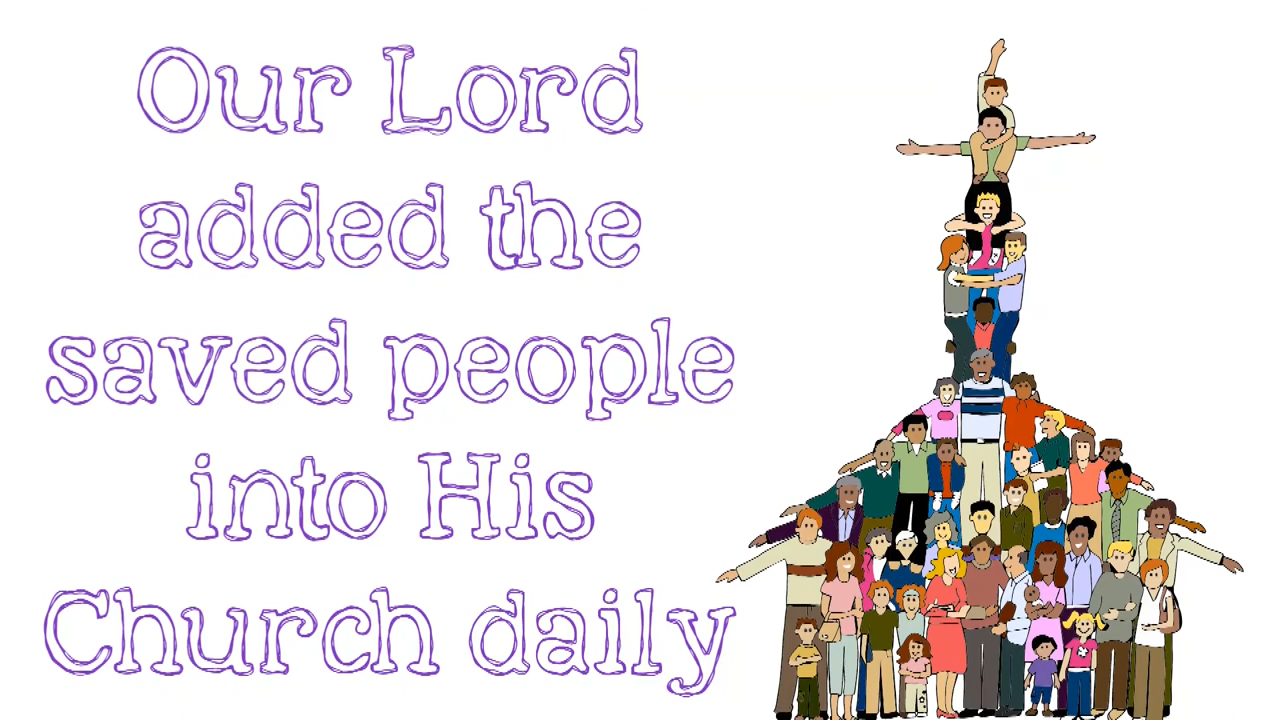 Our Lord
added the
saved people
into His
Church daily